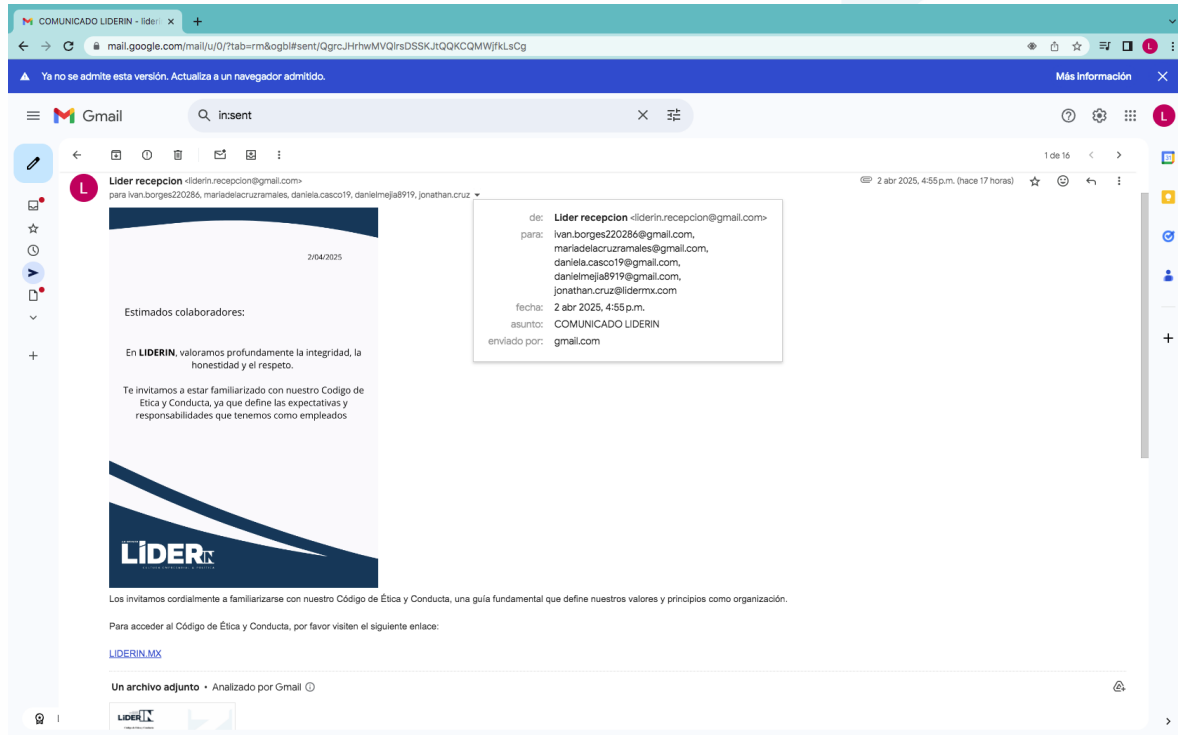 COMUNICADO LIDERIN - lideri
mail.google.com/mail/u/0/?tab=rm&ogbl#sent/QgrcJHrhwMVQlrsDSSKJtQQKCQMWjfkLsCg
L
Ya no se admite esta versión. Actualiza a un navegador admitido.
Más información
Gmail
in:sent
L
1 de 16
31
L
Lider recepcion <liderin.recepcion@gmail.com>
2 abr 2025, 4:55 p.m. (hace 17 horas)
para ivan.borges220286, mariadelacruzramales, daniela.casco19, danielmejia8919, jonathan.cruz
de: Lider recepcion <liderin.recepcion@gmail.com>
para: ivan.borges220286@gmail.com,
mariadelacruzramales@gmail.com,
daniela.casco19@gmail.com,
danielmejia8919@gmail.com,
jonathan.cruz@lidermx.com
fecha: 2 abr 2025, 4:55 p.m.
asunto: COMUNICADO LIDERIN
enviado por: gmail.com
2/04/2025
Estimados colaboradores:
En LIDERIN, valoramos profundamente la integridad, la
honestidad y el respeto.
Te invitamos a estar familiarizado con nuestro Codigo de
Etica y Conducta, ya que define las expectativas y
responsabilidades que tenemos como empleados
LÍDER IN
Los invitamos cordialmente a familiarizarse con nuestro Código de Ética y Conducta, una guía fundamental que define nuestros valores y principios como organización.
Para acceder al Código de Ética y Conducta, por favor visiten el siguiente enlace:
LIDERIN.MX
Un archivo adjunto • Analizado por Gmail
LIDER IN